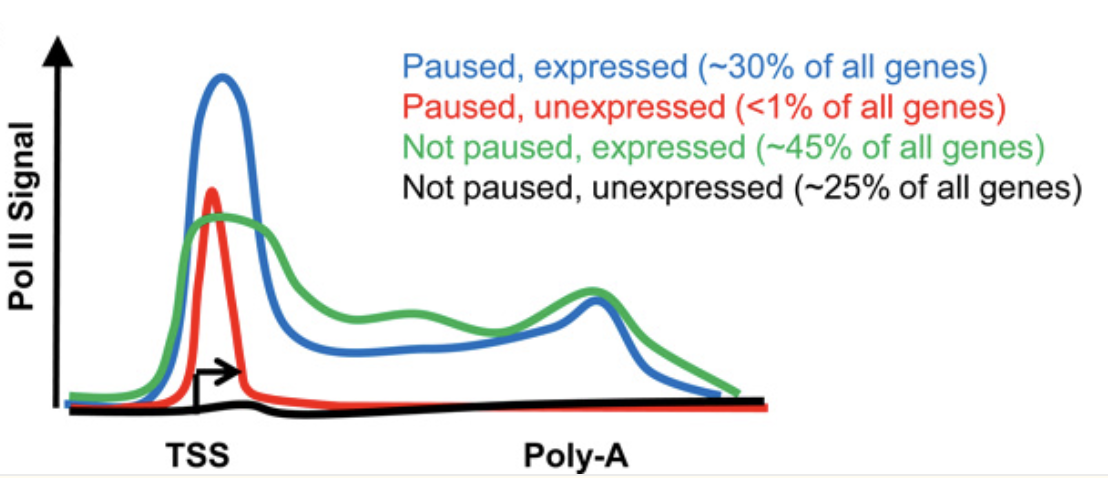 Pol II Signal
Paused, expressed (~30% of all genes)
Paused, unexpressed (<1% of all genes)
Not paused, expressed (~45% of all genes)
Not paused, unexpressed (~25% of all genes)
TSS
Poly-A